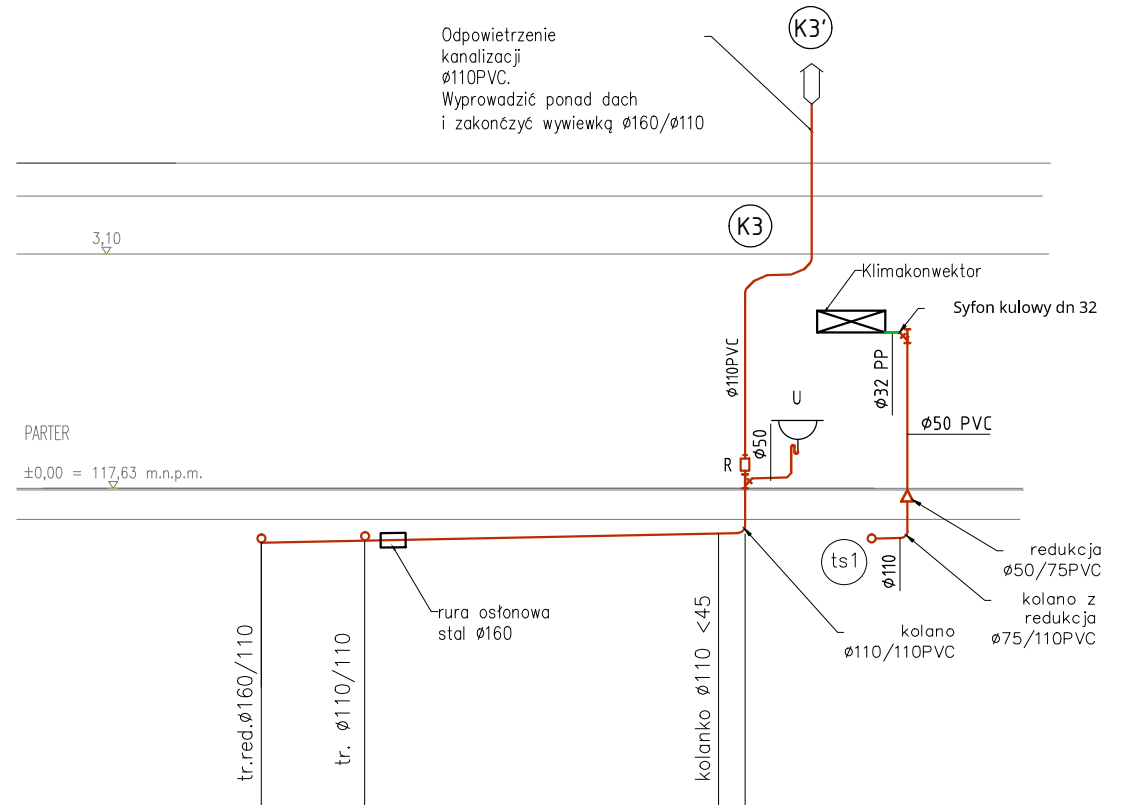 Odpowietrzenie
kanalizacji
ø110PVC.
Wyprowadzić ponad dach
i zakończyć wywiewką ø160/ø110
K3'
K3
3,10
Klimakonwektor
Syfon kulowy dn 32
ø110PVC
ø32 PP
U
ø50
ø50 PVC
R
PARTER
±0,00 = 117,63 m.n.p.m.
ts1
ø110
redukcja
ø50/75PVC
kolano z
redukcja
ø75/110PVC
rura osłonowa
stal ø160
kolano
ø110/110PVC
tr.red.ø160/110
tr. ø110/110
kolanko ø110 <45